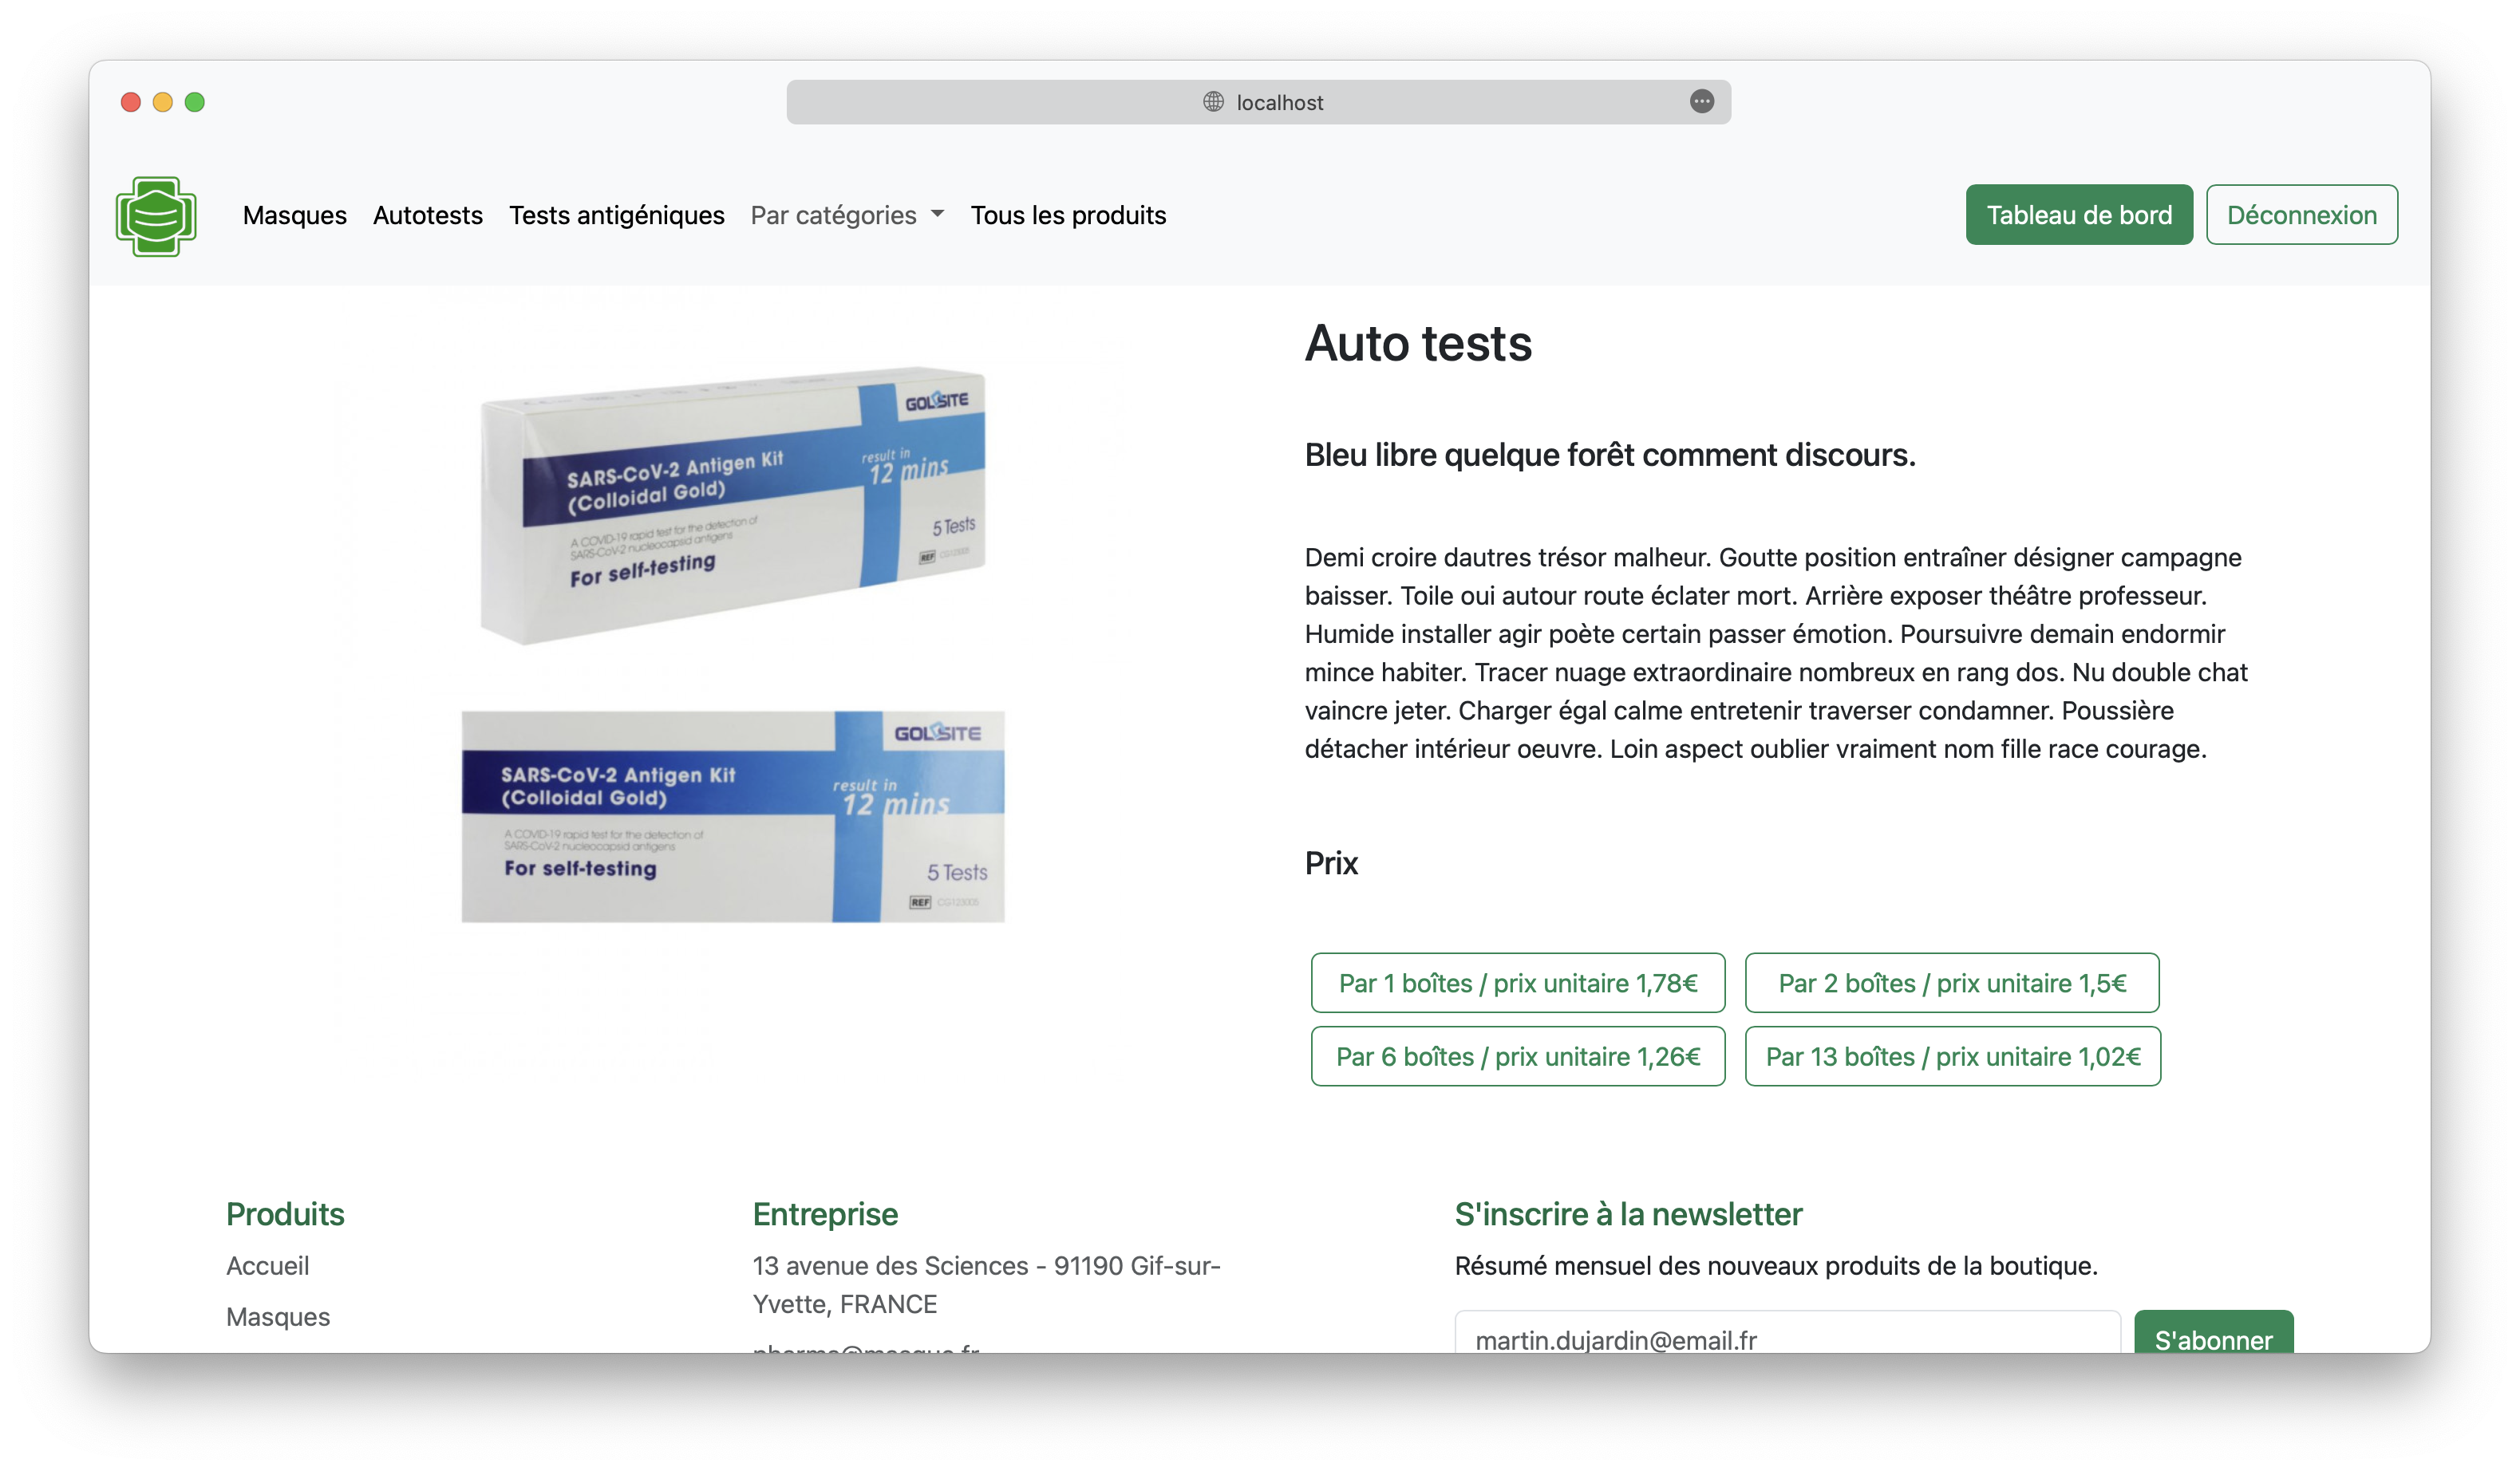 localhost
Masques
Autotests
Tests antigéniques
Par catégories
Tous les produits
Tableau de bord
Déconnexion
GOLDSITE
SARS-CoV-2 Antigen Kit
(Colloidal Gold)
result in
12 mins
A COVID-19 rapid test for the detection of
SARS-CoV-2 nucleocapsid antigens
For self-testing
5 Tests
REF
GOLDSITE
SARS-CoV-2 Antigen Kit
(Colloidal Gold)
result in
12 mins
A COVID-19 rapid test for the detection of
SARS-CoV-2 nucleocapsid antigens
For self-testing
5 Tests
REF CG123005
Auto tests
Bleu libre quelque forêt comment discours.
Demi croire dautres trésor malheur. Goutte position entraîner désigner campagne
baisser. Toile oui autour route éclater mort. Arrière exposer théâtre professeur.
Humide installer agir poète certain passer émotion. Poursuivre demain endormir
mince habiter. Tracer nuage extraordinaire nombreux en rang dos. Nu double chat
vaincre jeter. Charger égal calme entretenir traverser condamner. Poussière
détacher intérieur oeuvre. Loin aspect oublier vraiment nom fille race courage.
Prix
Par 1 boîtes / prix unitaire 1,78€
Par 2 boîtes / prix unitaire 1,5€
Par 6 boîtes / prix unitaire 1,26€
Par 13 boîtes / prix unitaire 1,02€
Produits
Accueil
Masques
Entreprise
13 avenue des Sciences - 91190 Gif-sur-
Yvette, FRANCE
pharma@masque.fr
S'inscrire à la newsletter
Résumé mensuel des nouveaux produits de la boutique.
martin.dujardin@email.fr
S'abonner